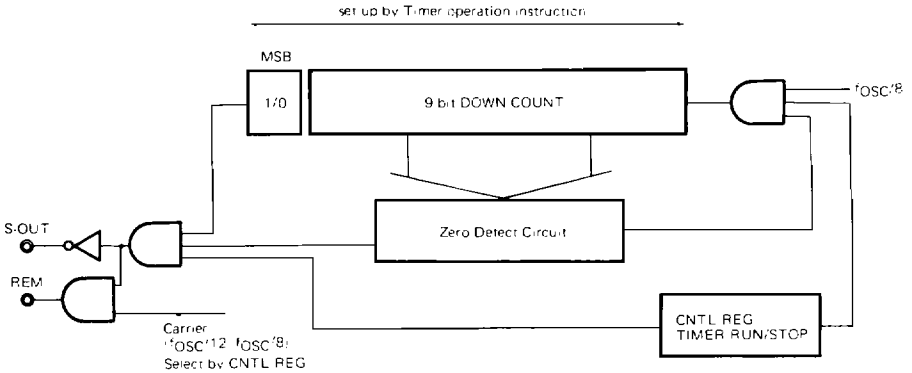 set up by Timer operation instruction
MSB
1/0
9 bit DOWN COUNT
fOSC/8
Zero Detect Circuit
S-OUT
REM
CNTL REG
TIMER RUN/STOP
Carrier
(fOSC/12, fOSC/8)
Select by CNTL REG